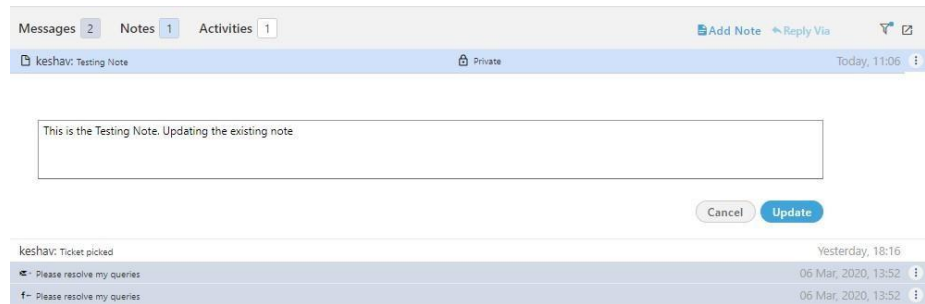 Messages 2 Notes 1 Activities 1 Add Note Reply Via
keshav: Testing Note Private Today, 11:06
This is the Testing Note. Updating the existing note
Cancel Update
keshav: Ticket picked Yesterday, 18:16
Please resolve my queries 06 Mar, 2020, 13:52
Please resolve my queries 06 Mar, 2020, 13:52